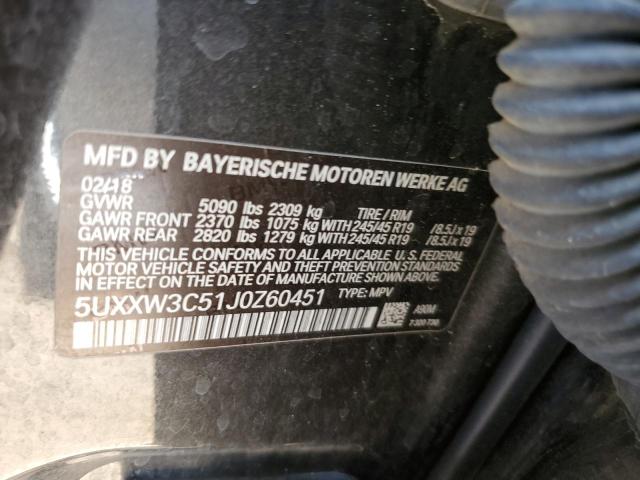 MFD BY BAYERISCHE MOTOREN WERKE AG
02/18
GVWR 5090 lbs 2309 kg TIRE / RIM
GAWR FRONT 2370 lbs 1075 kg WITH 245/45 R19 /8.5J x 19
GAWR REAR 2820 lbs 1279 kg WITH 245/45 R19 /8.5J x 19
THIS VEHICLE CONFORMS TO ALL APPLICABLE U. S. FEDERAL
MOTOR VEHICLE SAFETY AND THEFT PREVENTION STANDARDS
IN EFFECT ON THE DATE OF MANUFACTURE SHOWN ABOVE.
5UXXW3C51J0Z60451 TYPE: MPV
A90M